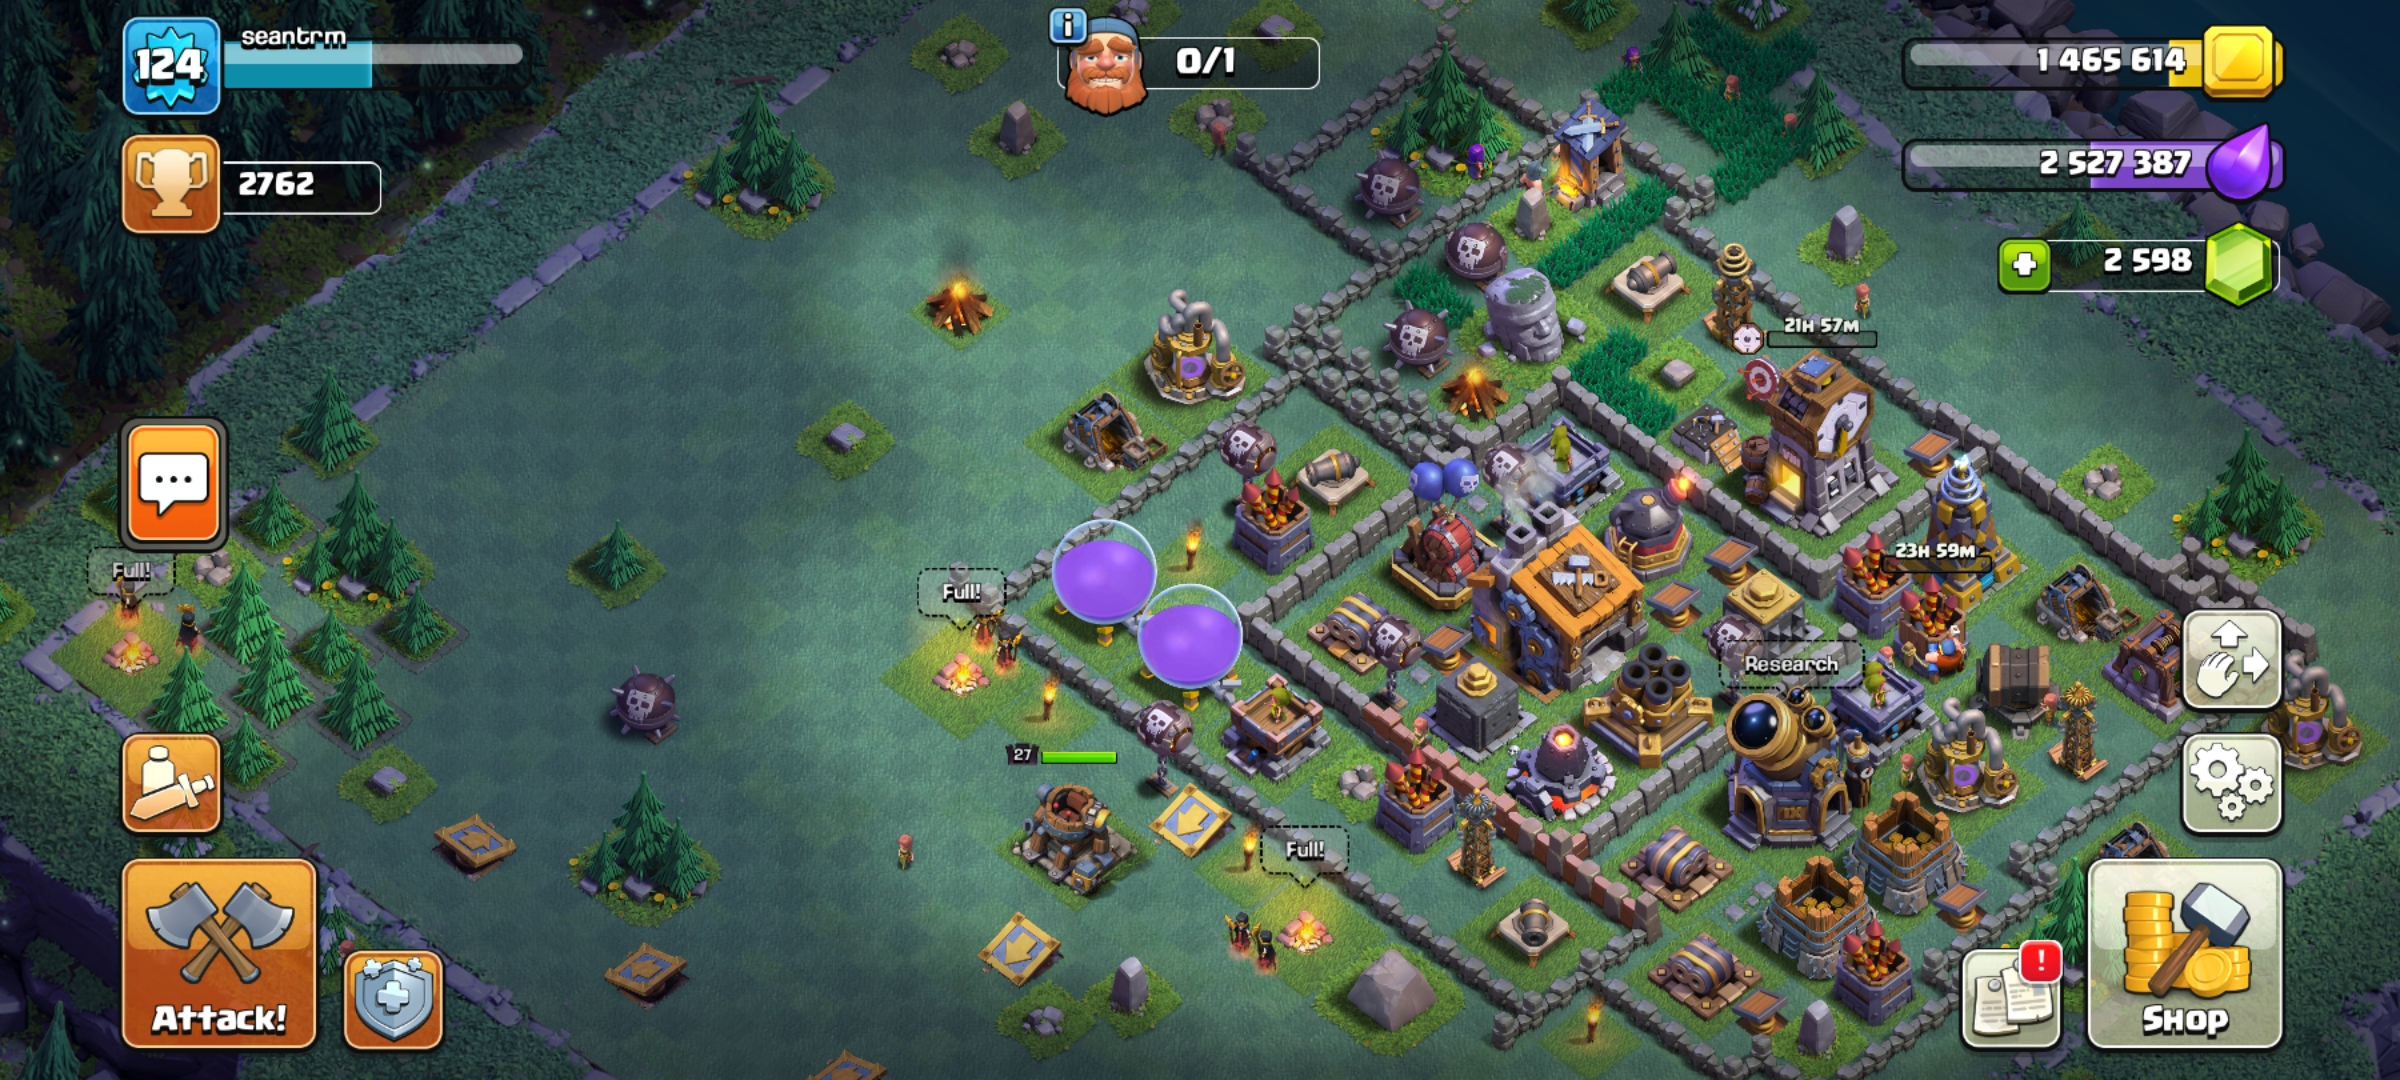 124
seantrm
i
0/1
1 465 614
2762
2 527 387
2 598
21H 57M
Full!
Full!
23H 59M
Research
27
Full!
IX
Attack!
!
Shop